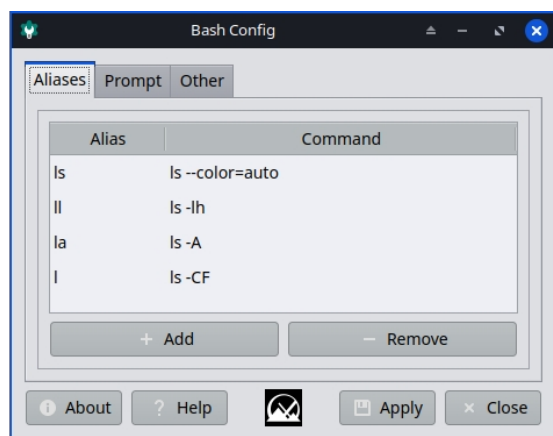 Bash Config
Aliases Prompt Other
Alias Command
ls ls --color=auto
ll ls -lh
la ls -A
l ls -CF
+ Add − Remove
About ? Help Apply × Close